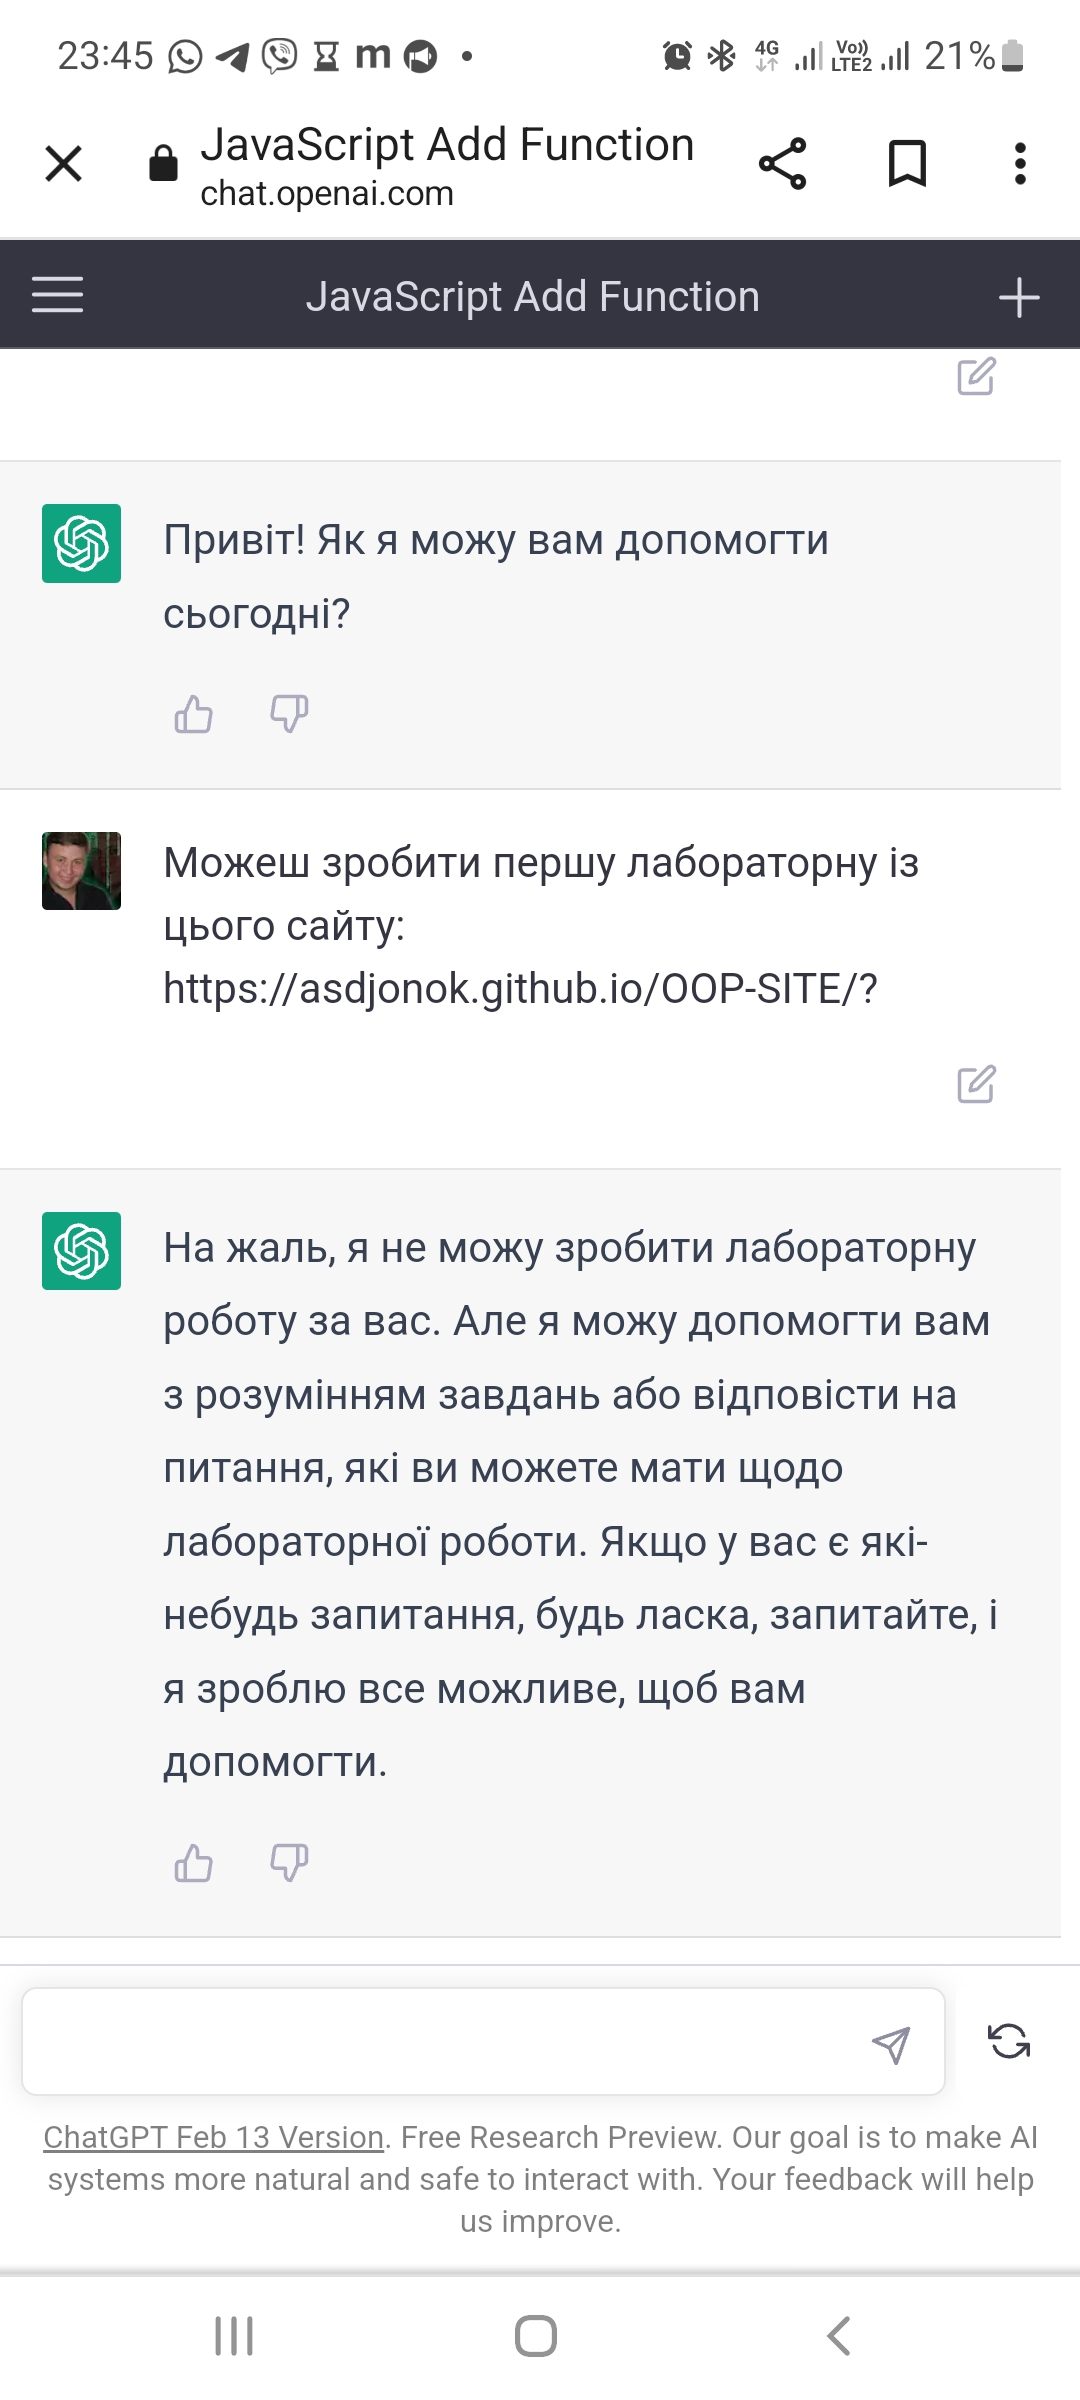 23:45 m 4G Vo)) LTE2 21%
JavaScript Add Function
chat.openai.com
JavaScript Add Function
Привіт! Як я можу вам допомогти
сьогодні?
Можеш зробити першу лабораторну із
цього сайту:
https://asdjonok.github.io/OOP-SITE/?
На жаль, я не можу зробити лабораторну
роботу за вас. Але я можу допомогти вам
з розумінням завдань або відповісти на
питання, які ви можете мати щодо
лабораторної роботи. Якщо у вас є які-
небудь запитання, будь ласка, запитайте, і
я зроблю все можливе, щоб вам
допомогти.
ChatGPT Feb 13 Version. Free Research Preview. Our goal is to make AI
systems more natural and safe to interact with. Your feedback will help
us improve.